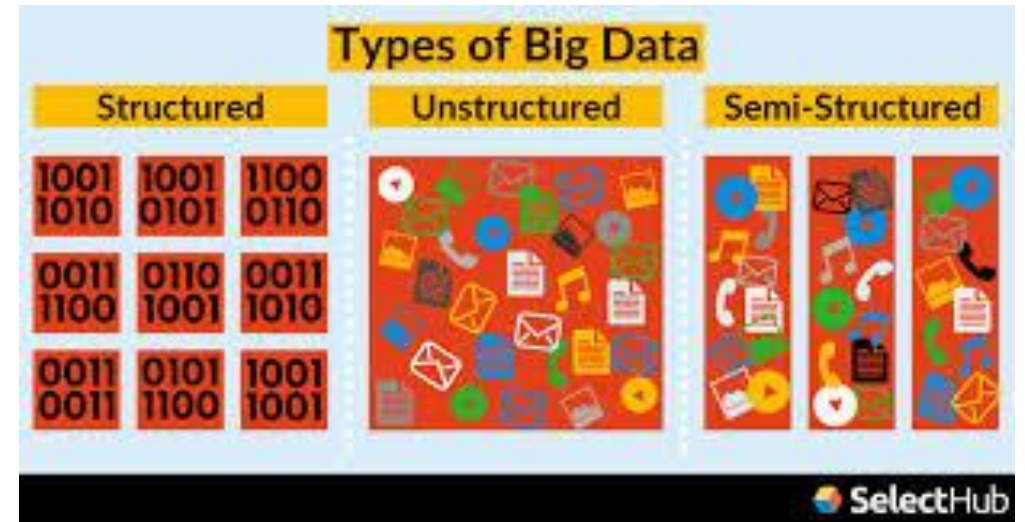 Types of Big Data
Structured
Unstructured
Semi-Structured
1001 1001 1100
1010 0101 0110
0011 0110 0011
1100 1001 1010
0011 0101 1001
0011 1100 1001
SelectHub